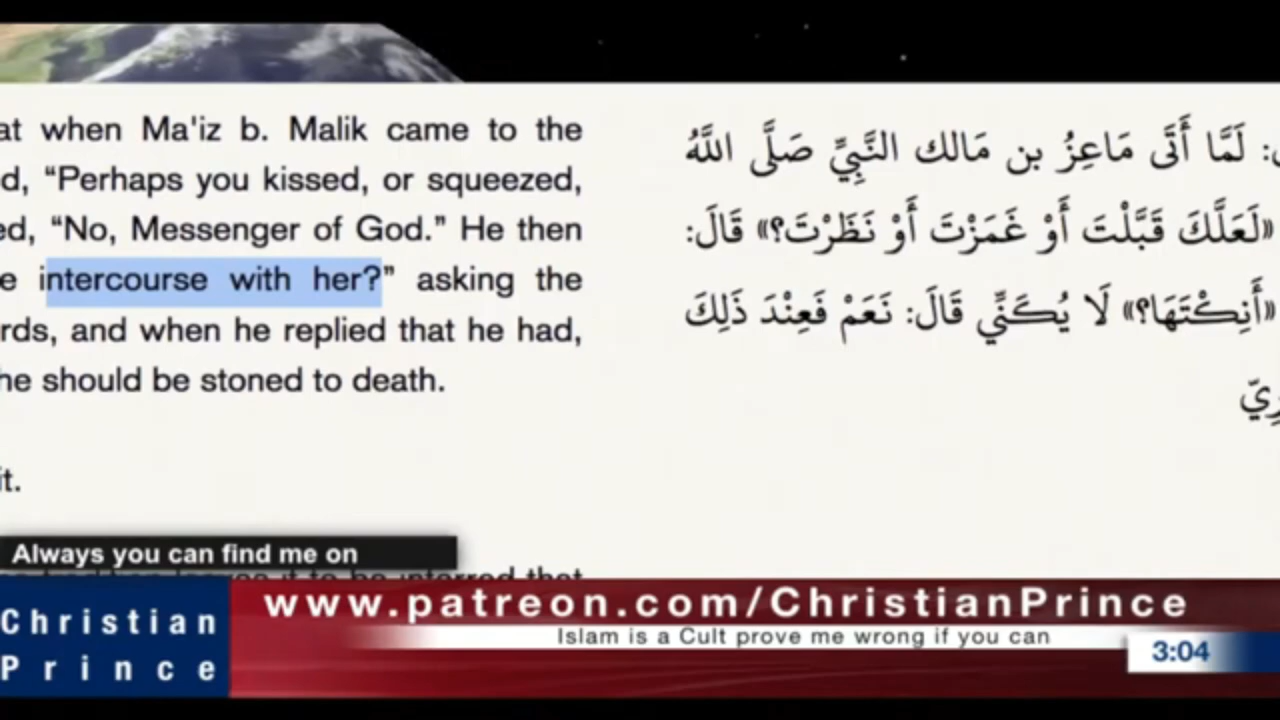 at when Ma'iz b. Malik came to the
d, “Perhaps you kissed, or squeezed,
ed, “No, Messenger of God.” He then
e intercourse with her?” asking the
rds, and when he replied that he had,
he should be stoned to death.
it.
: لَمَّا أَتَى مَاعِزُ بن مَالك النَّبِيَّ صَلَّى اللَّهُ
«لَعَلَّكَ قَبَّلْتَ أَوْ غَمَزْتَ أَوْ نَظَرْتَ؟» قَالَ:
«أَنِكْتَهَا؟» لَا يُكَنِّي قَالَ: نَعَمْ فَعِنْدَ ذَلِكَ
Always you can find me on
Christian
Prince
www.patreon.com/ChristianPrince
Islam is a Cult prove me wrong if you can
3:04